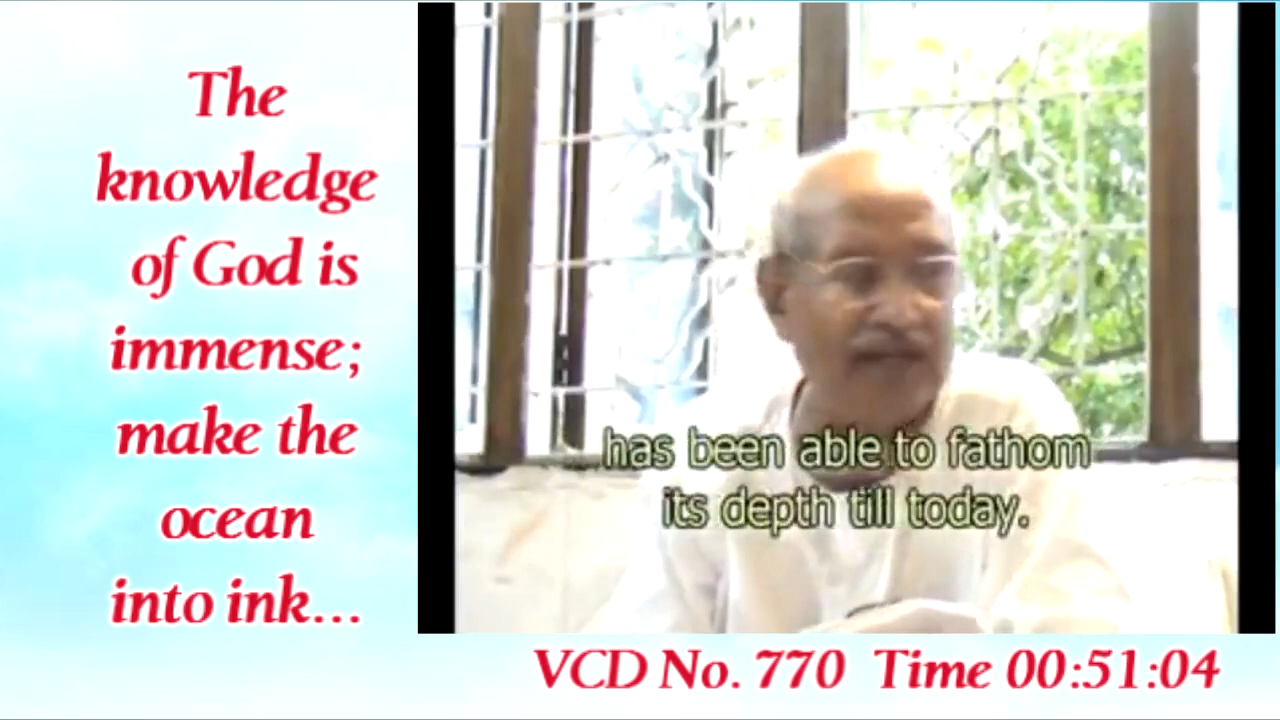 The
knowledge
of God is
immense;
make the
ocean
into ink...
has been able to fathom
its depth till today.
VCD No. 770 Time 00:51:04